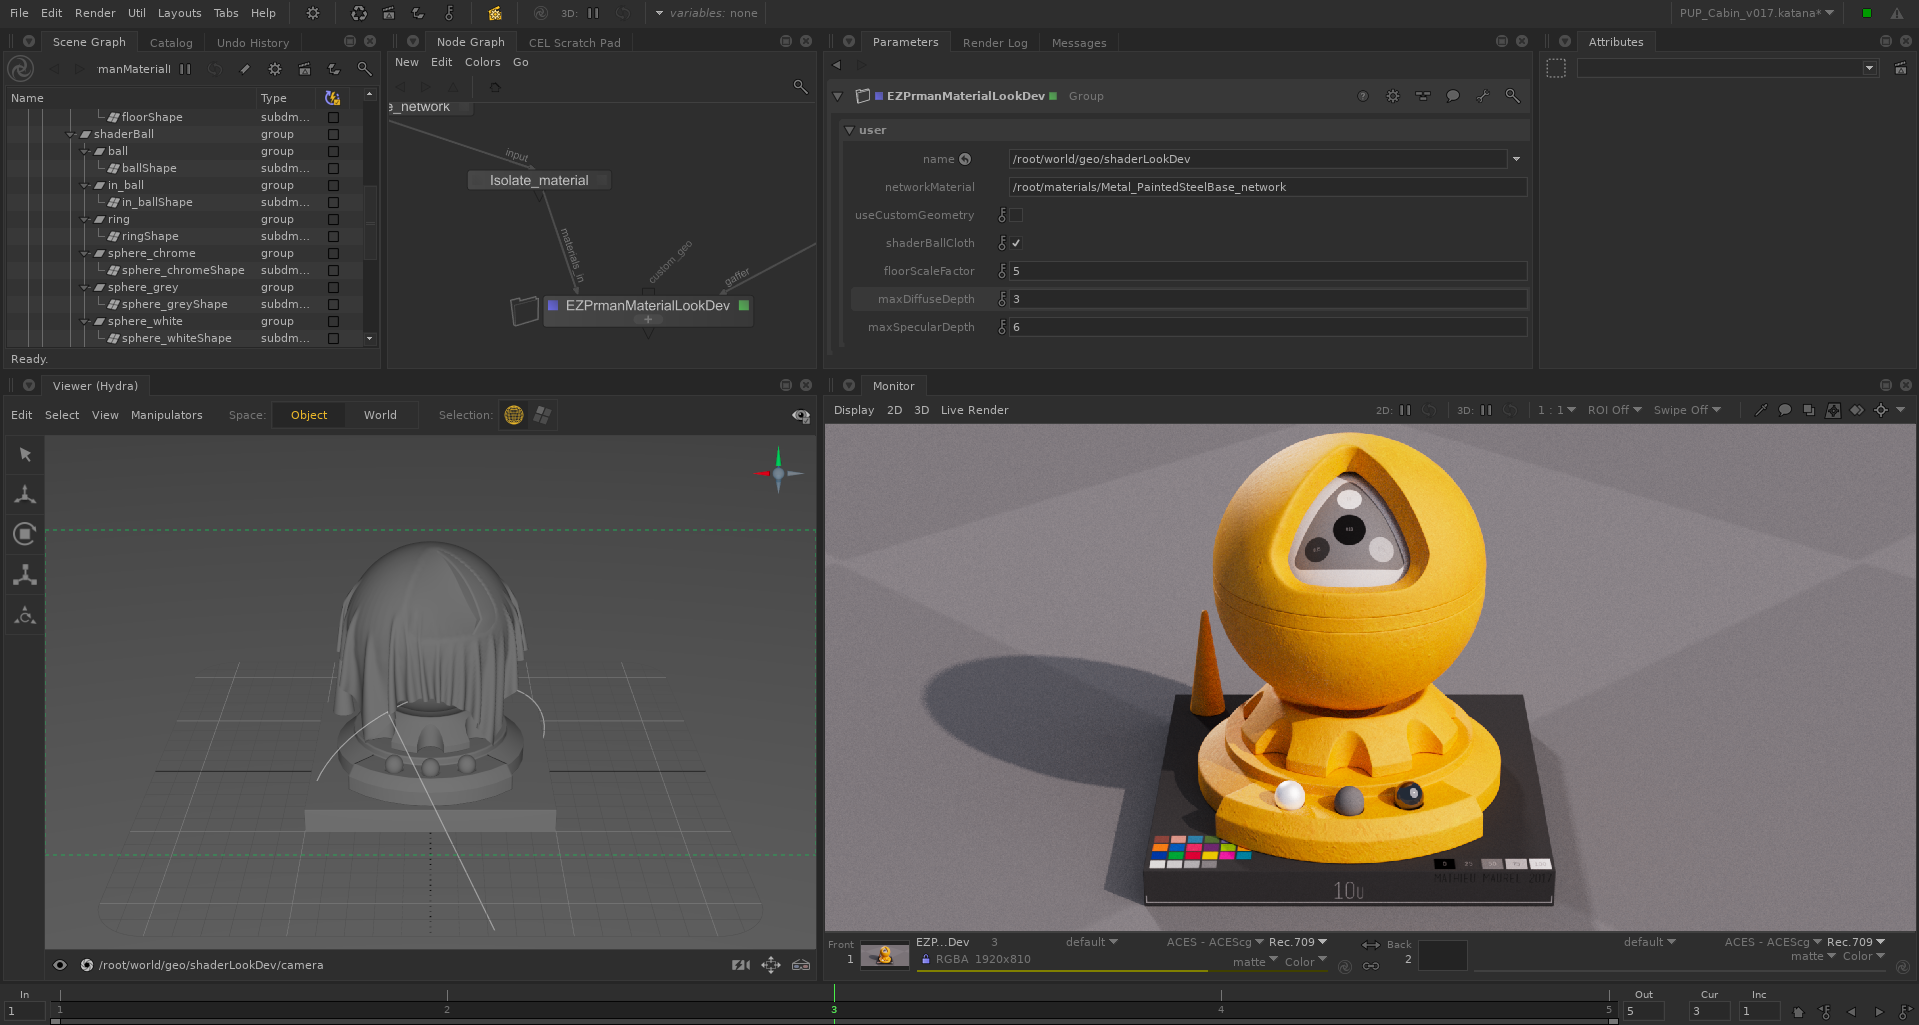 File Edit Render Util Layouts Tabs Help 3D: variables: none PUP_Cabin_v017.katana*
Scene Graph Catalog Undo History
manMateriall
Name Type
floorShape subdm...
shaderBall group
ball group
ballShape subdm...
in_ball group
in_ballShape subdm...
ring group
ringShape subdm...
sphere_chrome group
sphere_chromeShape subdm...
sphere_grey group
sphere_greyShape subdm...
sphere_white group
sphere_whiteShape subdm...
Ready.
Node Graph CEL Scratch Pad
New Edit Colors Go
e_network
input
Isolate_material
materials_in
custom_geo
gaffer
EZPrmanMaterialLookDev
Parameters Render Log Messages
EZPrmanMaterialLookDev Group
user
name /root/world/geo/shaderLookDev
networkMaterial /root/materials/Metal_PaintedSteelBase_network
useCustomGeometry
shaderBallCloth
floorScaleFactor 5
maxDiffuseDepth 3
maxSpecularDepth 6
Attributes
Viewer (Hydra)
Edit Select View Manipulators Space: Object World Selection:
/root/world/geo/shaderLookDev/camera
Monitor
Display 2D 3D Live Render 2D: 3D: 1 : 1 ROI Off Swipe Off
10u
Front EZP...Dev 3 default ACES - ACEScg Rec.709 Back default ACES - ACEScg Rec.709
1 RGBA 1920x810 matte Color 2 matte Color
In Out Cur Inc
1 1 2 3 4 5 5 3 1